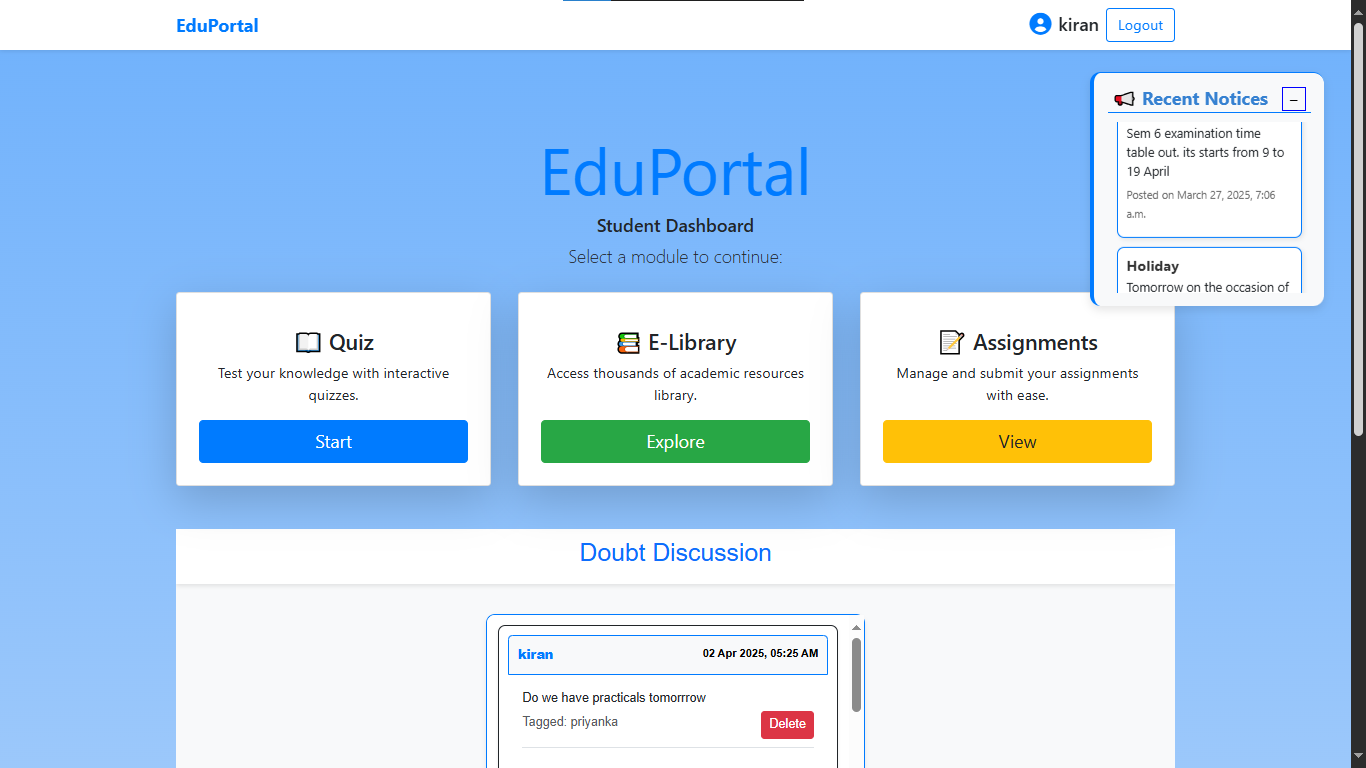 EduPortal
kiran
Logout
Recent Notices
–
Sem 6 examination time
table out. its starts from 9 to
19 April
Posted on March 27, 2025, 7:06
a.m.
Holiday
Tomorrow on the occasion of
EduPortal
Student Dashboard
Select a module to continue:
Quiz
Test your knowledge with interactive
quizzes.
Start
E-Library
Access thousands of academic resources
library.
Explore
Assignments
Manage and submit your assignments
with ease.
View
Doubt Discussion
kiran
02 Apr 2025, 05:25 AM
Do we have practicals tomorrrow
Tagged: priyanka
Delete